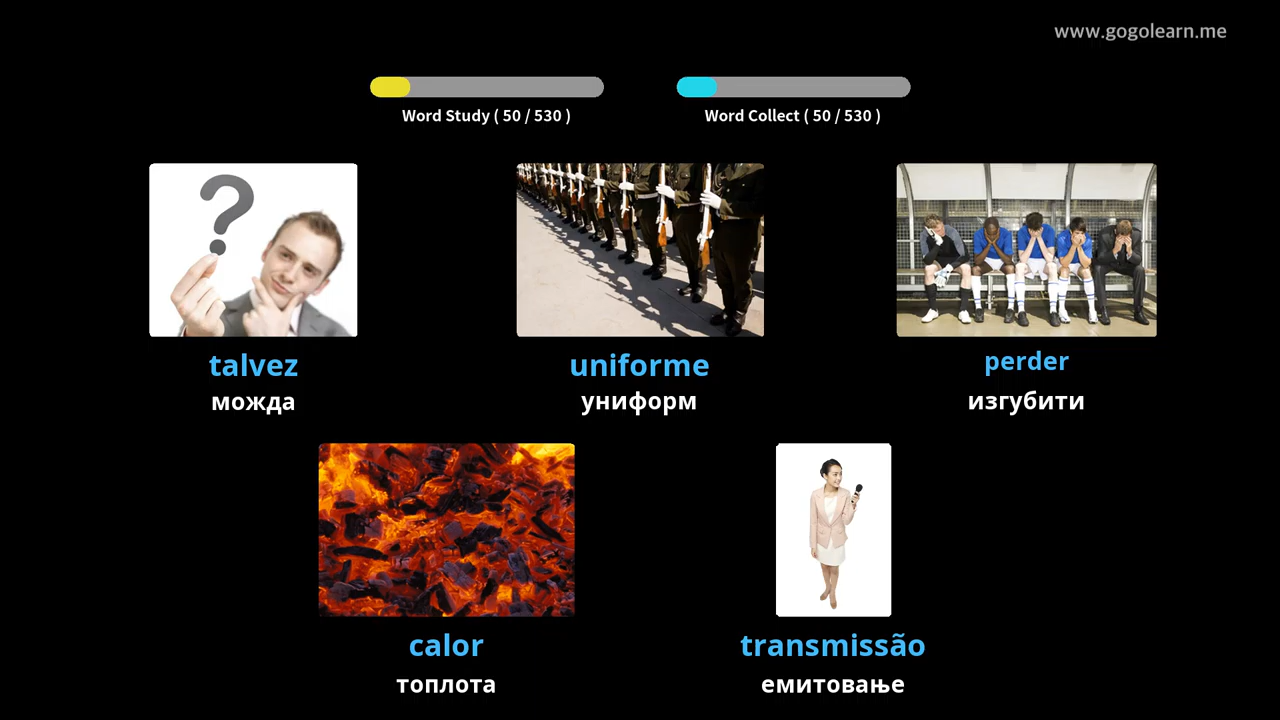 www.gogolearn.me
Word Study ( 50 / 530 )
Word Collect ( 50 / 530 )
talvez
можда
uniforme
униформ
perder
изгубити
calor
топлота
transmissão
емитовање